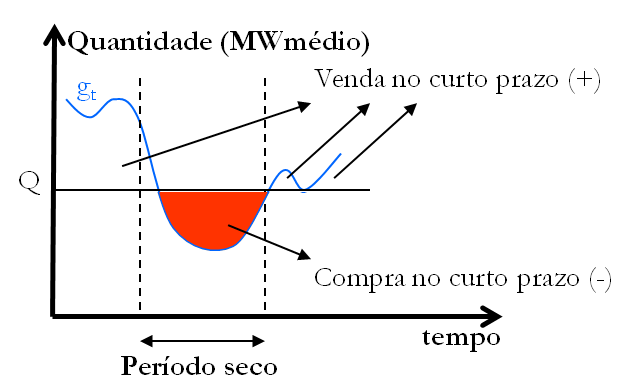 Quantidade (MWmédio)
Venda no curto prazo (+)
gt
Q
Compra no curto prazo (-)
tempo
Período seco